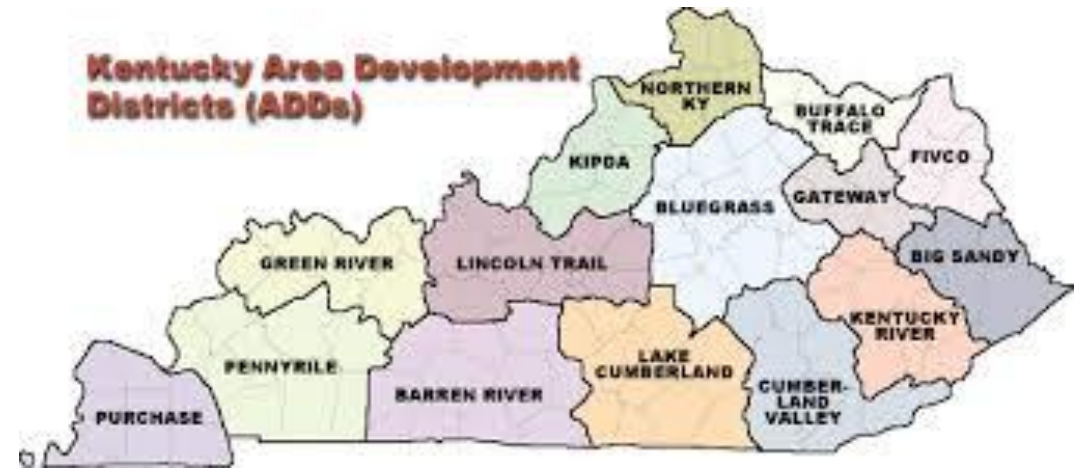 Kentucky Area Development
Districts (ADDs)
NORTHERN
KY
BUFFALO
TRACE
KIPDA
FIVCO
GATEWAY
BLUEGRASS
GREEN RIVER
LINCOLN TRAIL
BIG SANDY
KENTUCKY
RIVER
LAKE
CUMBERLAND
PENNYRILE
BARREN RIVER
CUMBER-
LAND
VALLEY
PURCHASE